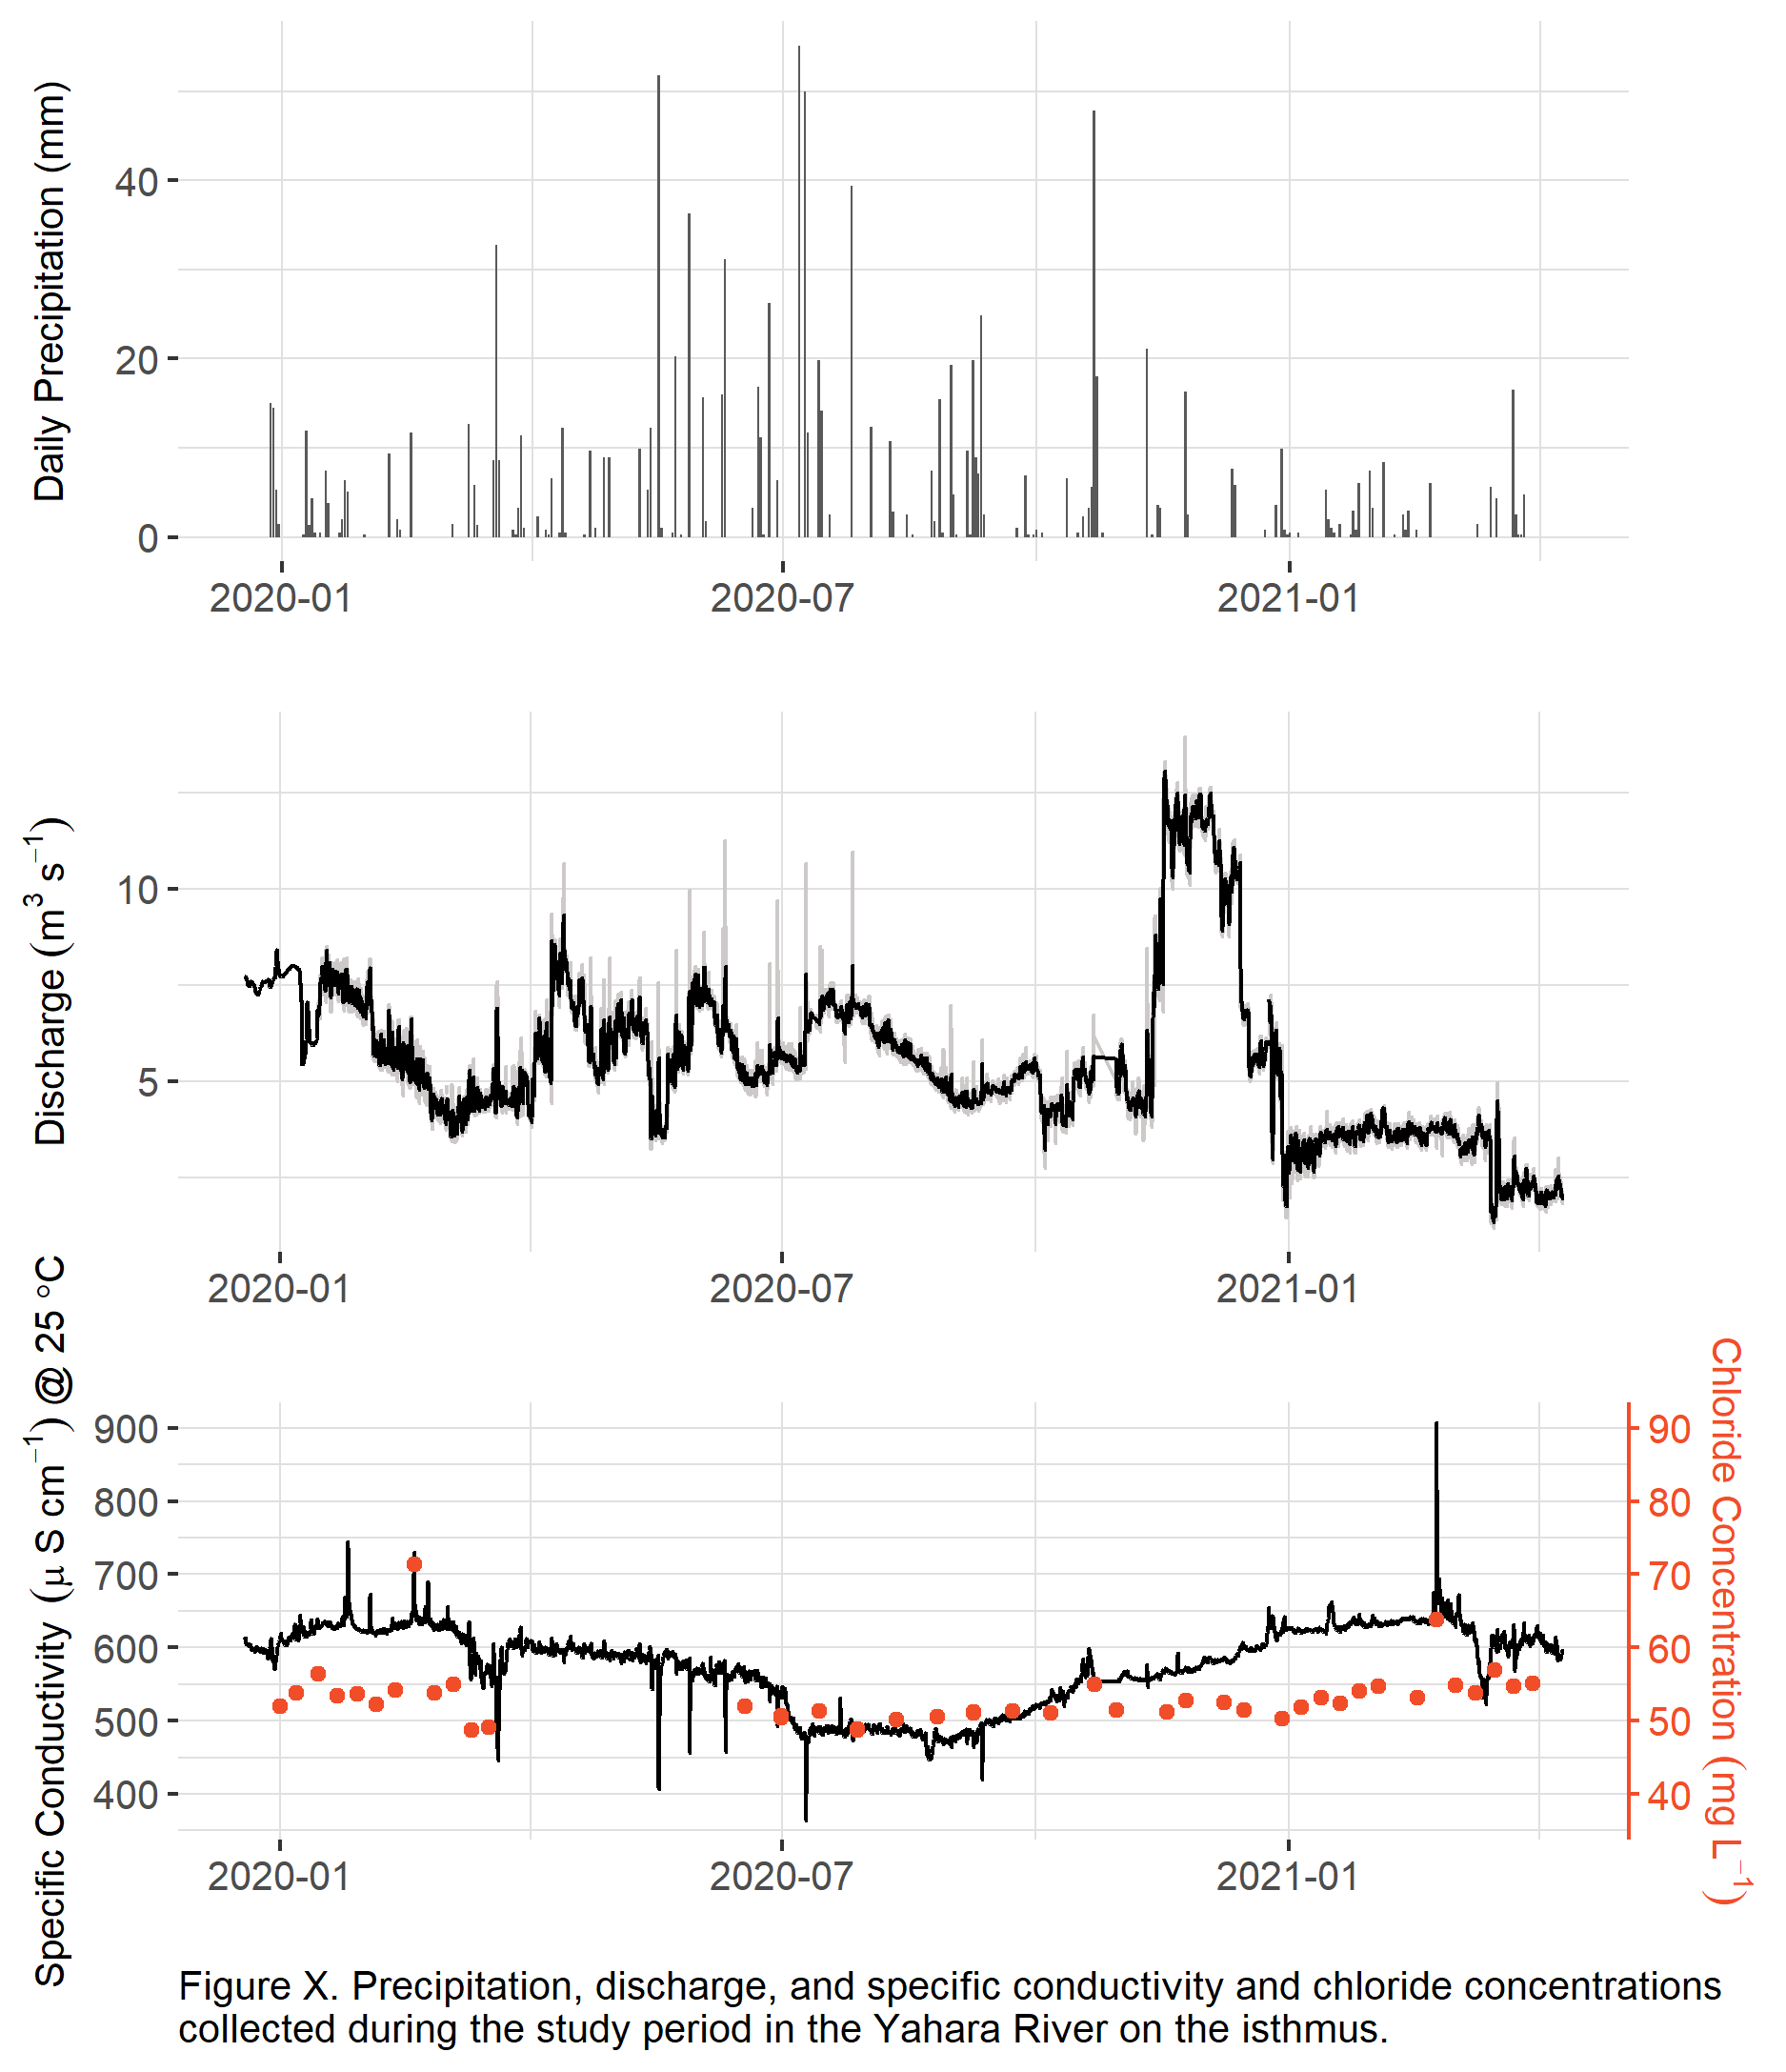 Daily Precipitation (mm)
40
20
0
2020-01 2020-07 2021-01
Discharge (m³ s⁻¹)
10
5
2020-01 2020-07 2021-01
Specific Conductivity (μ S cm⁻¹) @ 25 °C
900
800
700
600
500
400
90
80
70
60
50
40
Chloride Concentration (mg L⁻¹)
2020-01 2020-07 2021-01
Figure X. Precipitation, discharge, and specific conductivity and chloride concentrations
collected during the study period in the Yahara River on the isthmus.